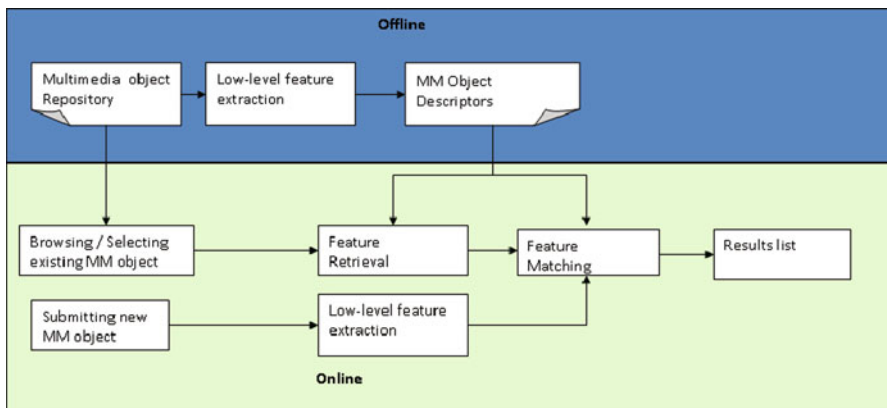 Offline
Multimedia object
Repository
Low-level feature
extraction
MM Object
Descriptors
Browsing / Selecting
existing MM object
Feature
Retrieval
Feature
Matching
Results list
Submitting new
MM object
Low-level feature
extraction
Online